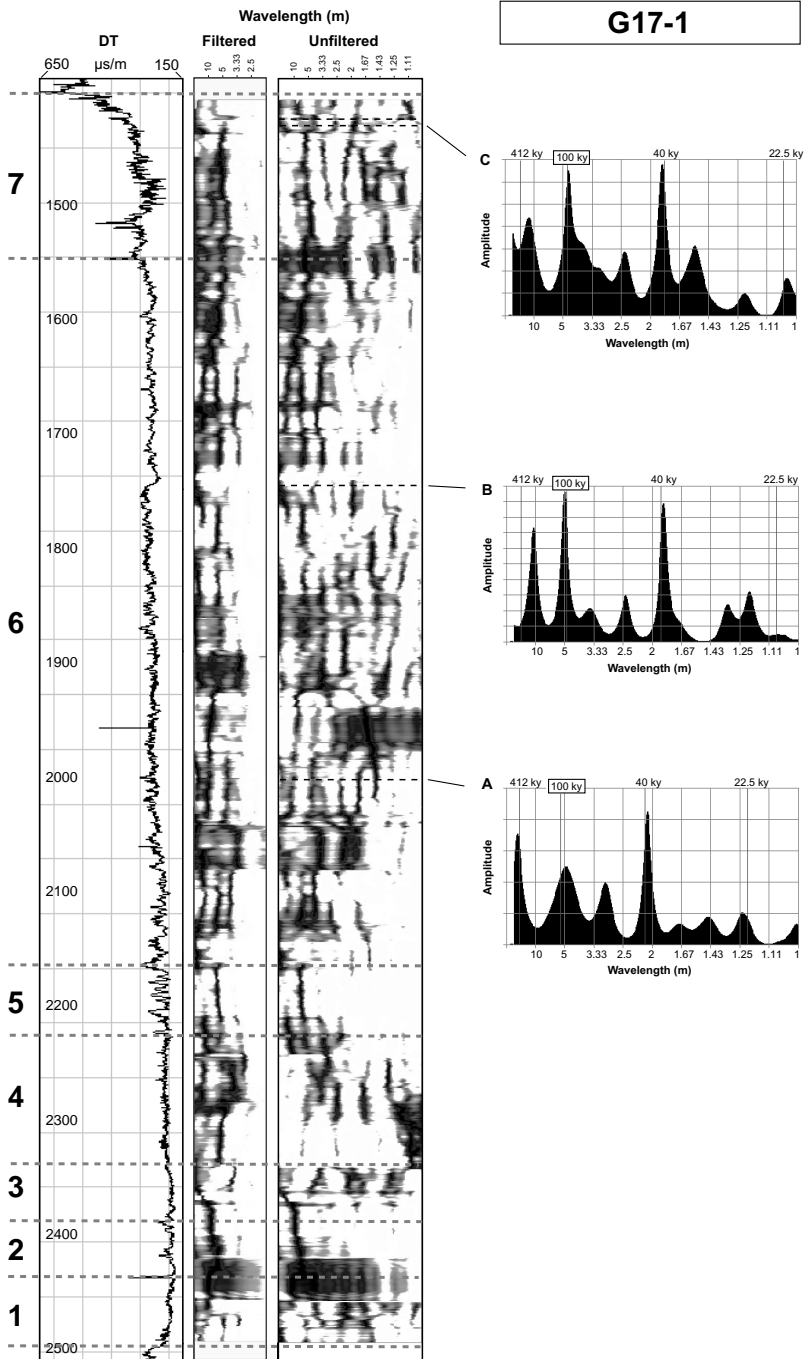 Wavelength (m)
G17-1
DT
Filtered
Unfiltered
650 µs/m 150
10 5 3.33 2.5
10 5 3.33 2.5 2 1.67 1.43 1.25 1.11
7
1500
1600
1700
1800
6
1900
2000
2100
5
2200
4
2300
3
2400
2
1
2500
C
412 ky 100 ky 40 ky 22.5 ky
Amplitude
10 5 3.33 2.5 2 1.67 1.43 1.25 1.11 1
Wavelength (m)
B
412 ky 100 ky 40 ky 22.5 ky
Amplitude
10 5 3.33 2.5 2 1.67 1.43 1.25 1.11 1
Wavelength (m)
A
412 ky 100 ky 40 ky 22.5 ky
Amplitude
10 5 3.33 2.5 2 1.67 1.43 1.25 1.11 1
Wavelength (m)